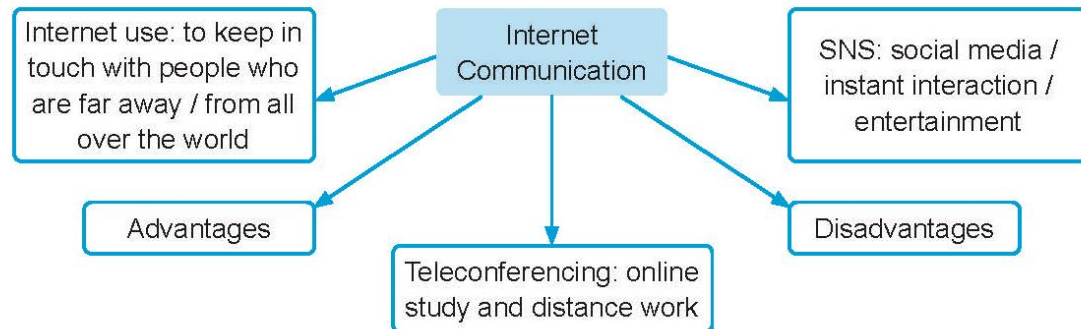 Internet use: to keep in
touch with people who
are far away / from all
over the world
Internet
Communication
SNS: social media /
instant interaction /
entertainment
Advantages
Teleconferencing: online
study and distance work
Disadvantages